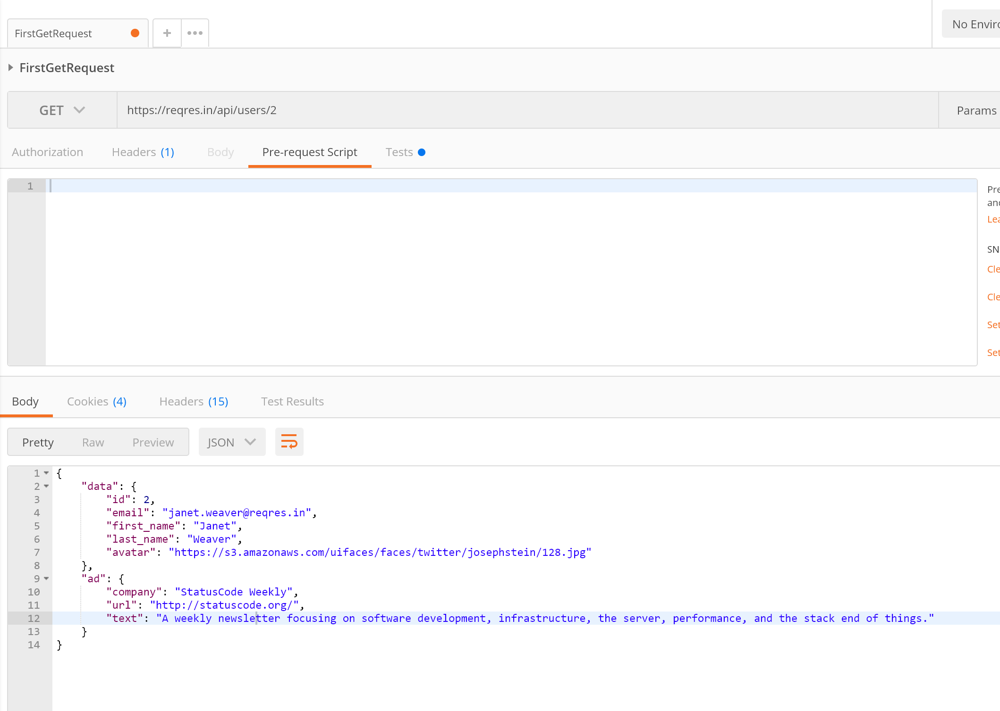 FirstGetRequest
No Enviro
FirstGetRequest
GET https://reqres.in/api/users/2 Params
Authorization Headers (1) Body Pre-request Script Tests
1
Pre
and
Lea
SN
Cle
Cle
Set
Set
Body Cookies (4) Headers (15) Test Results
Pretty Raw Preview JSON
1 {
2 "data": {
3 "id": 2,
4 "email": "janet.weaver@reqres.in",
5 "first_name": "Janet",
6 "last_name": "Weaver",
7 "avatar": "https://s3.amazonaws.com/uifaces/faces/twitter/josephstein/128.jpg"
8 },
9 "ad": {
10 "company": "StatusCode Weekly",
11 "url": "http://statuscode.org/",
12 "text": "A weekly newsletter focusing on software development, infrastructure, the server, performance, and the stack end of things."
13 }
14 }